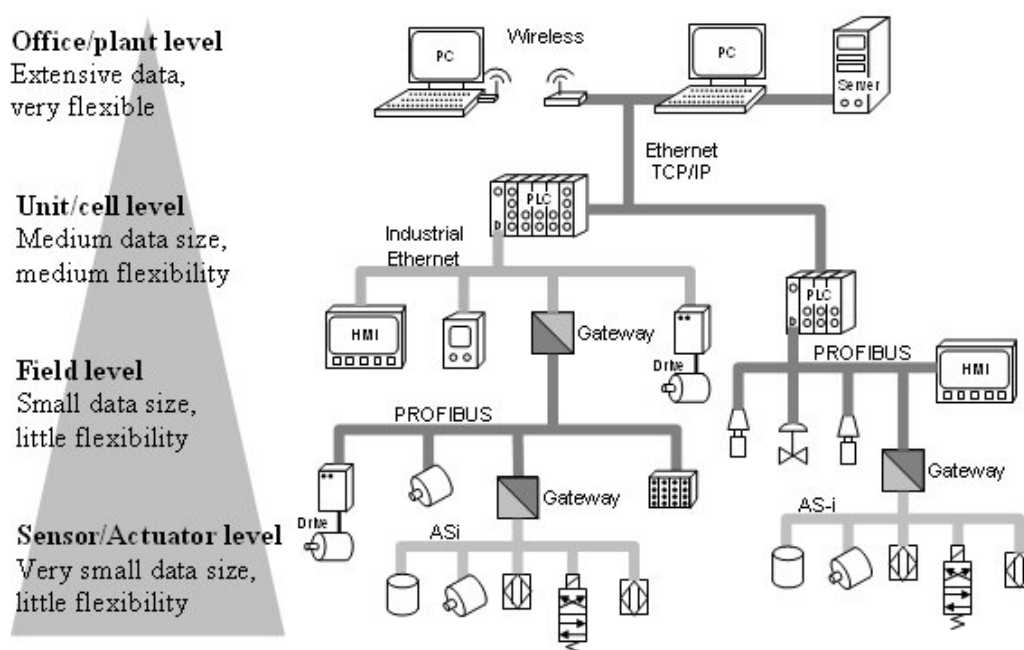 Office/plant level
Extensive data,
very flexible
Unit/cell level
Medium data size,
medium flexibility
Field level
Small data size,
little flexibility
Sensor/Actuator level
Very small data size,
little flexibility
PC
Wireless
PC
Server
Ethernet
TCP/IP
PLC
D
Industrial
Ethernet
PLC
D
HMI
Gateway
Drive
PROFIBUS
HMI
PROFIBUS
Gateway
Gateway
Drive
ASi
AS-i